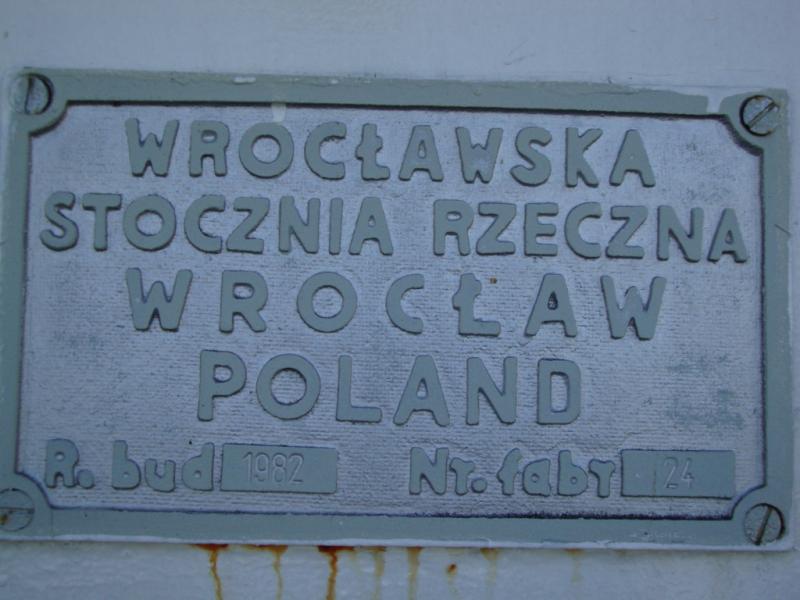 WROCŁAWSKA
STOCZNIA RZECZNA
WROCŁAW
POLAND
R. bud 1982 Nr. fabr 24